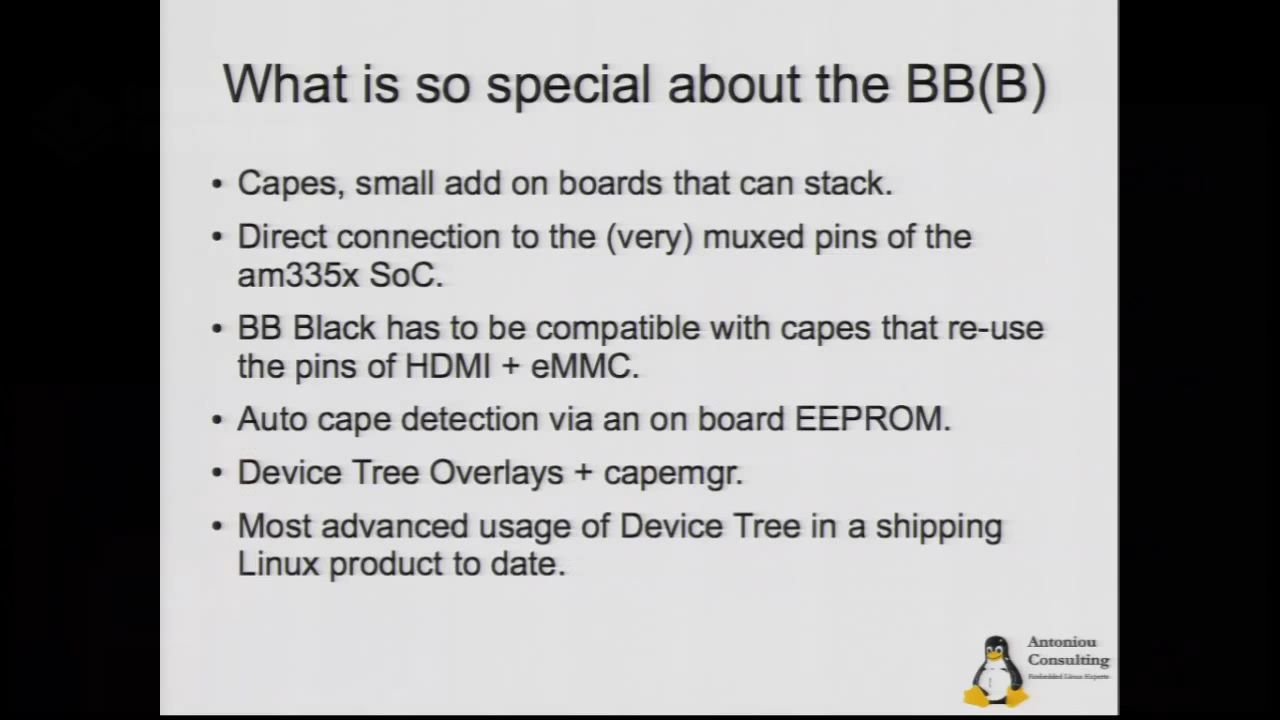 What is so special about the BB(B)
• Capes, small add on boards that can stack.
• Direct connection to the (very) muxed pins of the
am335x SoC.
• BB Black has to be compatible with capes that re-use
the pins of HDMI + eMMC.
• Auto cape detection via an on board EEPROM.
• Device Tree Overlays + capemgr.
• Most advanced usage of Device Tree in a shipping
Linux product to date.
Antoniou
Consulting
Embedded Linux Experts